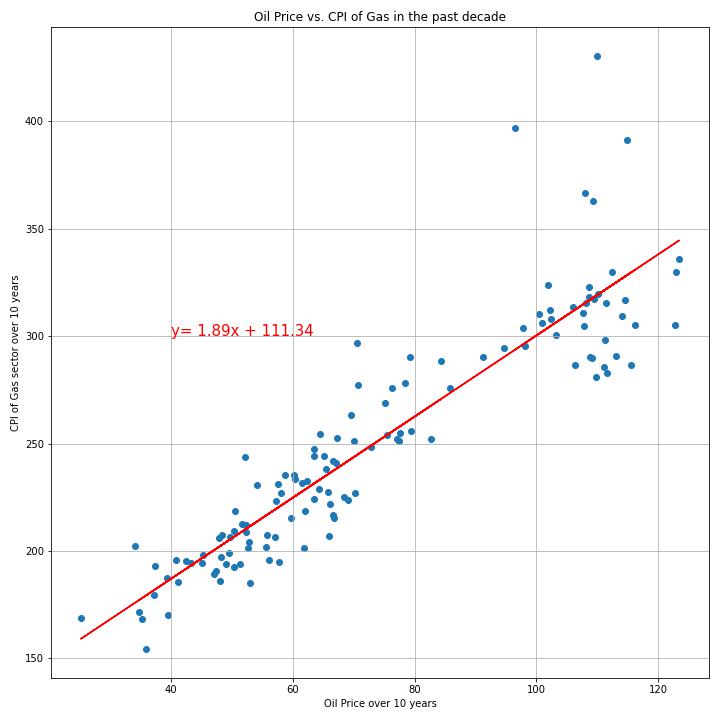 Oil Price vs. CPI of Gas in the past decade
CPI of Gas sector over 10 years
400
350
300
250
200
150
y= 1.89x + 111.34
40 60 80 100 120
Oil Price over 10 years